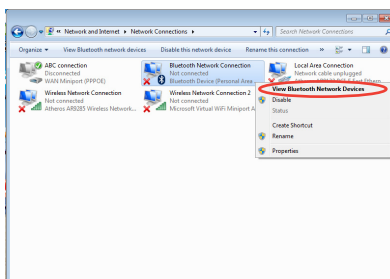 « Network and Internet ▸ Network Connections ▸
Search Network Connections
Organize View Bluetooth network devices Disable this network device Rename this connection »
ABC connection
Disconnected
WAN Miniport (PPPOE)
Bluetooth Network Connection
Not connected
Bluetooth Device (Personal Area ...
Local Area Connection
Network cable unplugged
Wireless Network Connection
Not connected
Atheros AR9285 Wireless Network...
Wireless Network Connection 2
Not connected
Microsoft Virtual WiFi Miniport A
View Bluetooth Network Devices
Disable
Status
Create Shortcut
Rename
Properties